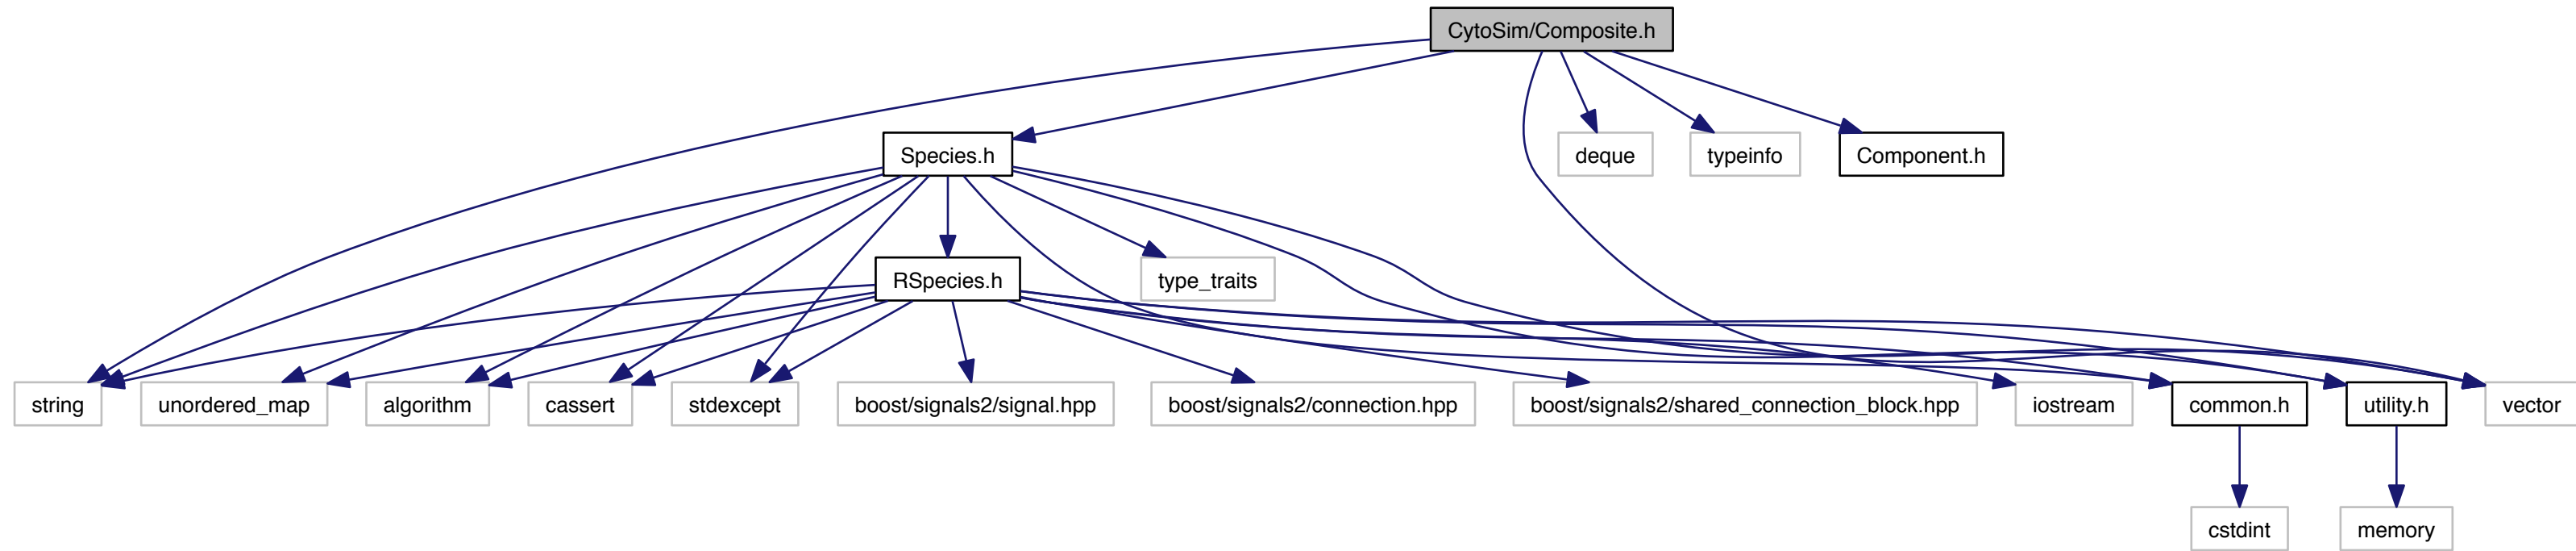 CytoSim/Composite.h
Species.h
deque
typeinfo
Component.h
RSpecies.h
type_traits
string
unordered_map
algorithm
cassert
stdexcept
boost/signals2/signal.hpp
boost/signals2/connection.hpp
boost/signals2/shared_connection_block.hpp
iostream
common.h
utility.h
vector
cstdint
memory